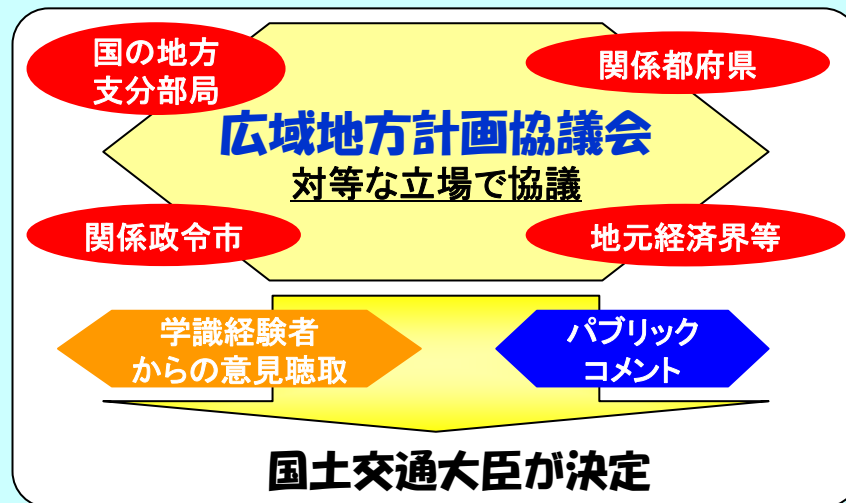 国の地方
支分部局
関係都府県
広域地方計画協議会
対等な立場で協議
関係政令市
地元経済界等
学識経験者
からの意見聴取
パブリック
コメント
国土交通大臣が決定